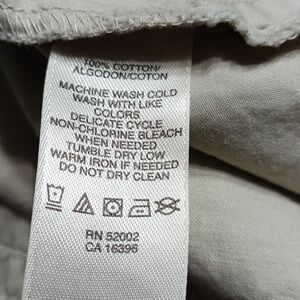 100% COTTON/
ALGODON/COTON
MACHINE WASH COLD
WASH WITH LIKE
COLORS
DELICATE CYCLE
NON-CHLORINE BLEACH
WHEN NEEDED
TUMBLE DRY LOW
WARM IRON IF NEEDED
DO NOT DRY CLEAN
RN 52002
CA 16396